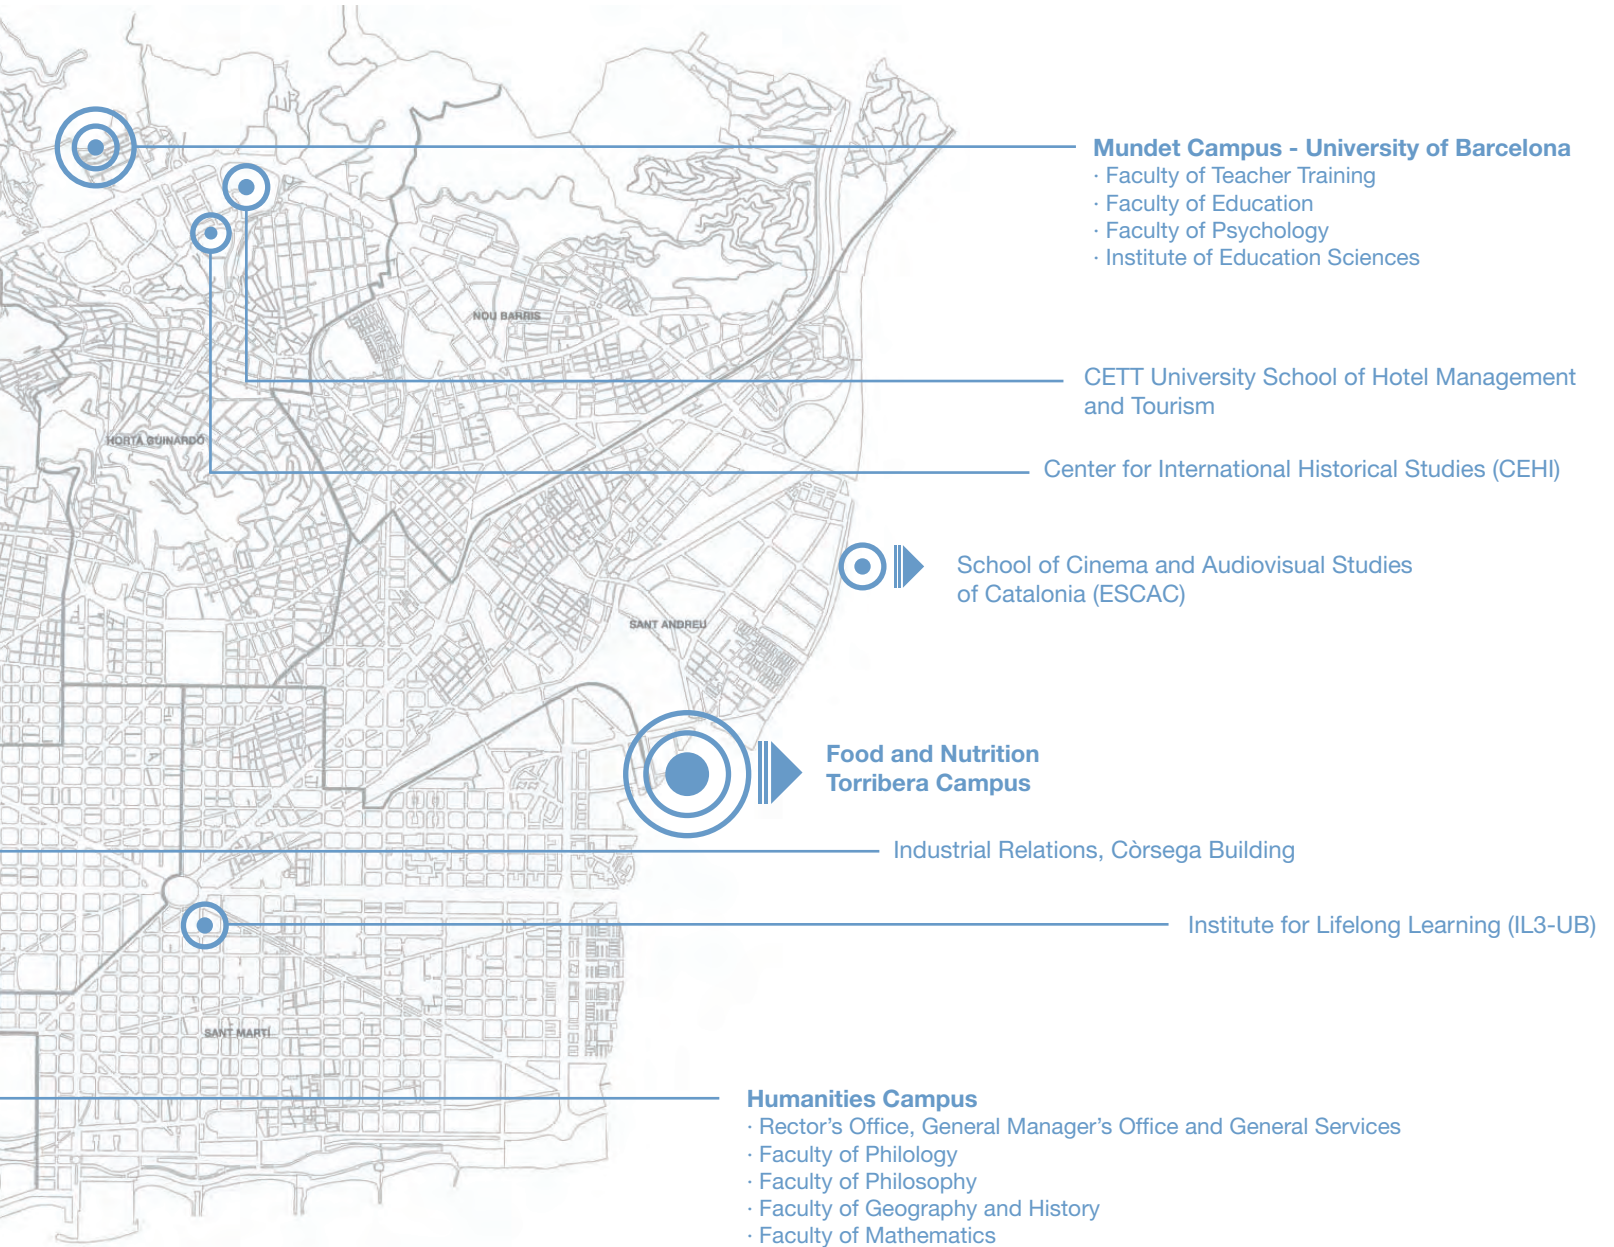 Mundet Campus - University of Barcelona
· Faculty of Teacher Training
· Faculty of Education
· Faculty of Psychology
· Institute of Education Sciences
NOU BARRIS
CETT University School of Hotel Management
and Tourism
HORTA GUINARDÓ
Center for International Historical Studies (CEHI)
School of Cinema and Audiovisual Studies
of Catalonia (ESCAC)
SANT ANDREU
Food and Nutrition
Torribera Campus
Industrial Relations, Còrsega Building
Institute for Lifelong Learning (IL3-UB)
SANT MARTÍ
Humanities Campus
· Rector’s Office, General Manager’s Office and General Services
· Faculty of Philology
· Faculty of Philosophy
· Faculty of Geography and History
· Faculty of Mathematics